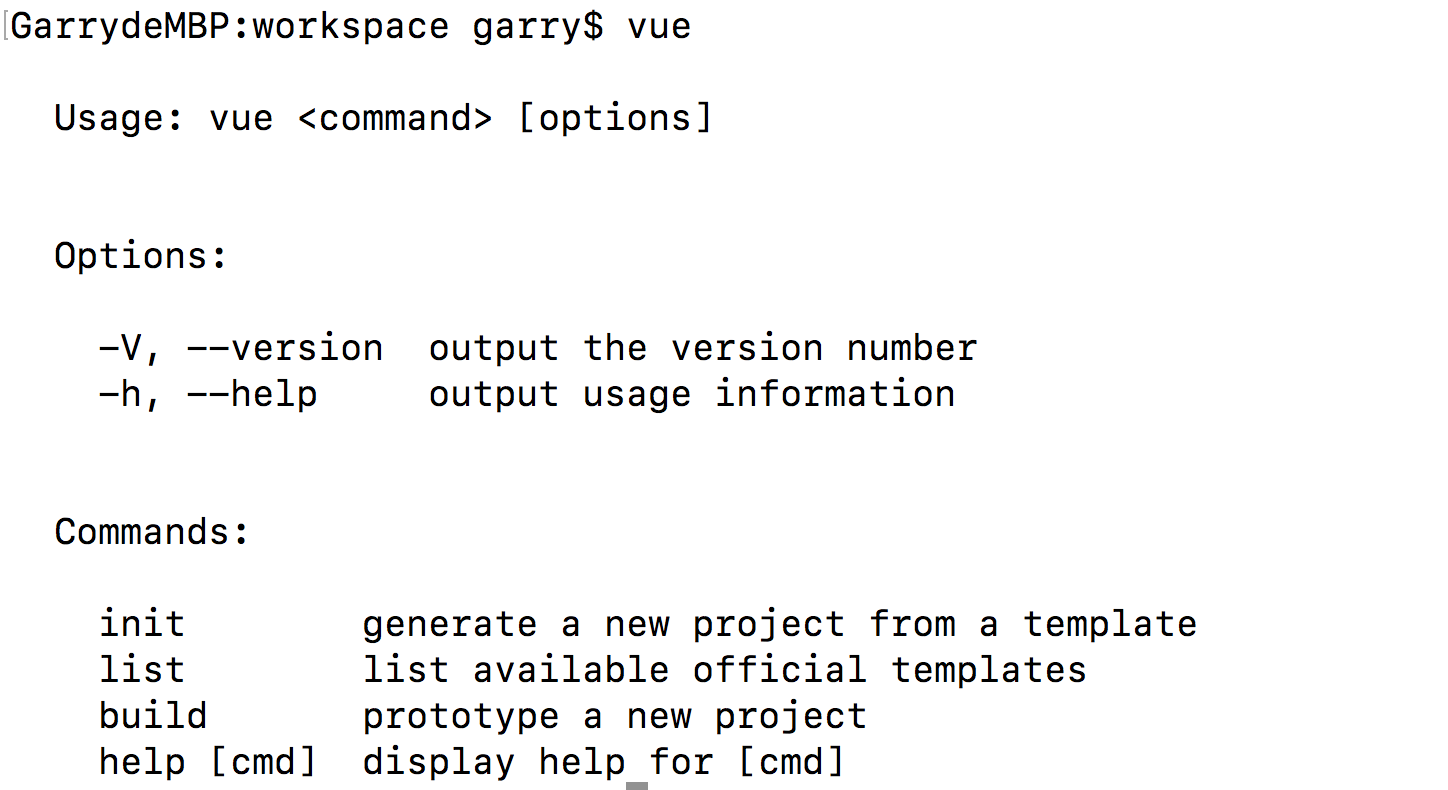 GarrydeMBP:workspace garry$ vue
Usage: vue <command> [options]
Options:
-V, --version  output the version number
-h, --help     output usage information
Commands:
init        generate a new project from a template
list        list available official templates
build       prototype a new project
help [cmd]  display help for [cmd]